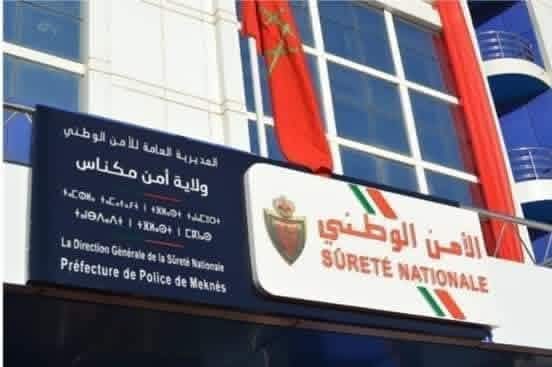 المديرية العامة للأمن الوطني
ولاية أمن مكناس
La Direction Générale de la Sûreté Nationale
Préfecture de Police de Meknès
الأمن الوطني
SÛRETÉ NATIONALE